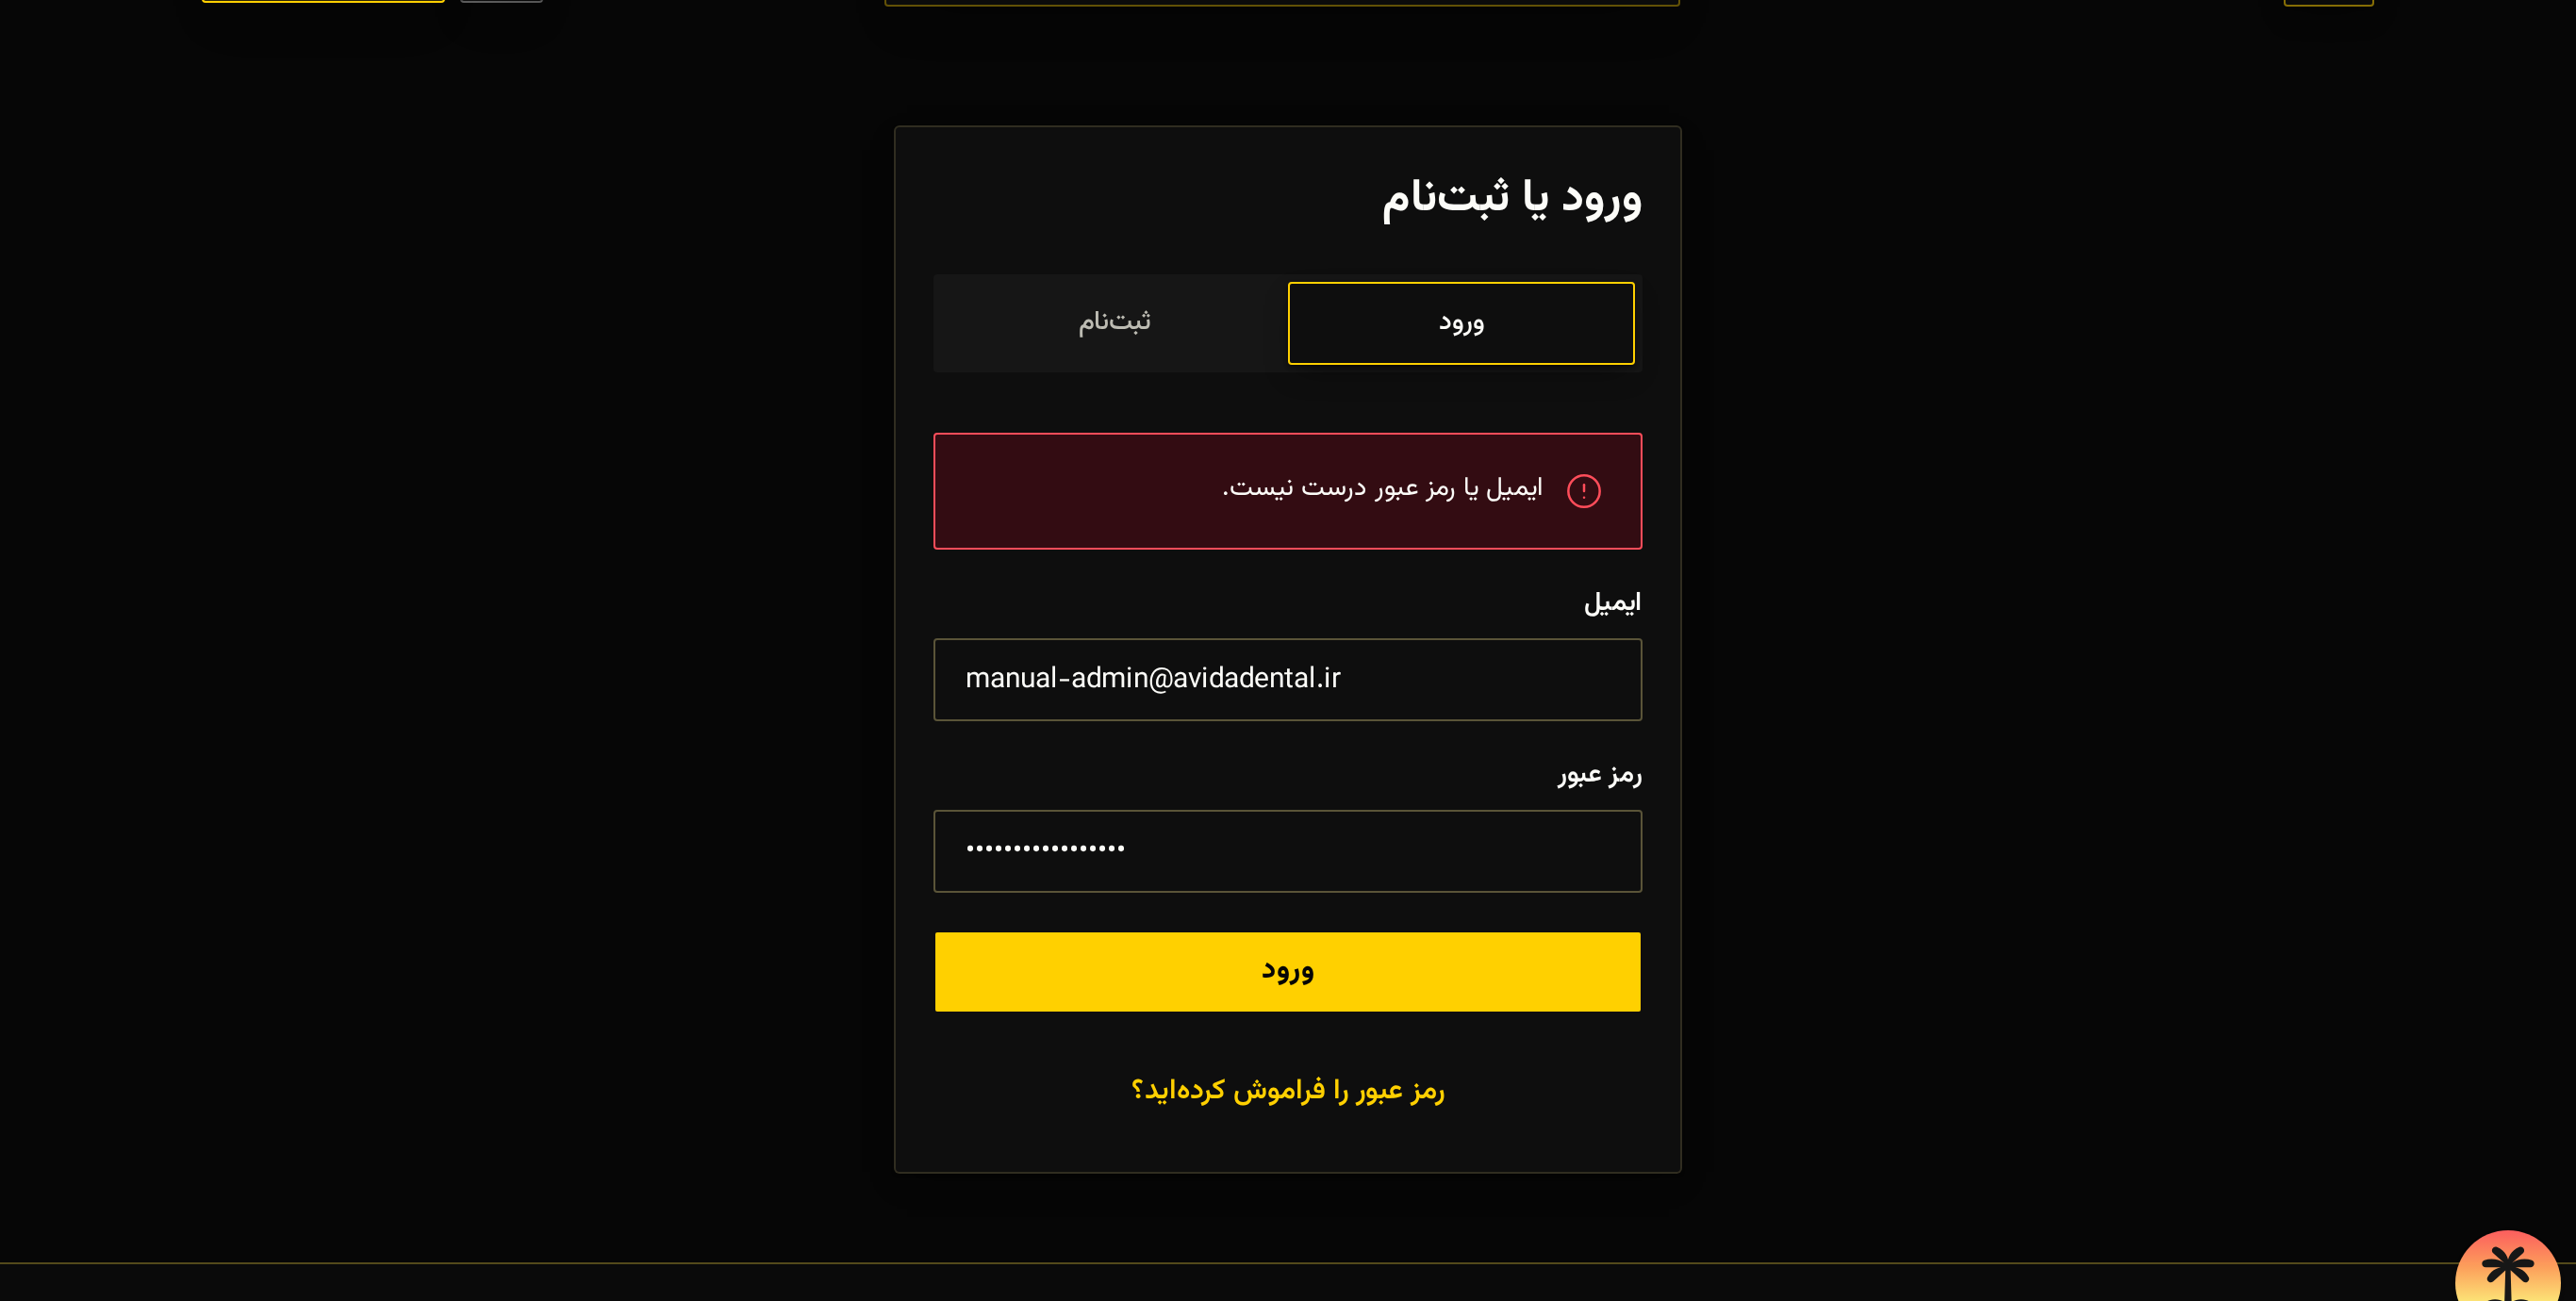 ورود یا ثبت‌نام
ورود
ثبت‌نام
ایمیل یا رمز عبور درست نیست.
ایمیل
manual-admin@avidadental.ir
رمز عبور
•••••••••••••••••
ورود
رمز عبور را فراموش کرده‌اید؟